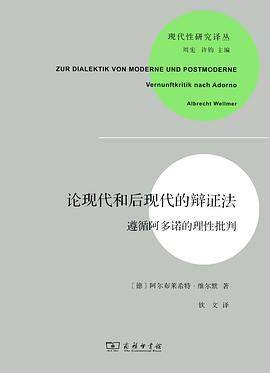 现代性研究译丛
周宪 许钧 主编
ZUR DIALEKTIK VON MODERNE UND POSTMODERNE
Vernunftkritik nach Adorno
Albrecht Wellmer
论现代和后现代的辩证法
遵循阿多诺的理性批判
〔德〕阿尔布莱希特·维尔默 著
钦文 译
商务印书馆
The Commercial Press